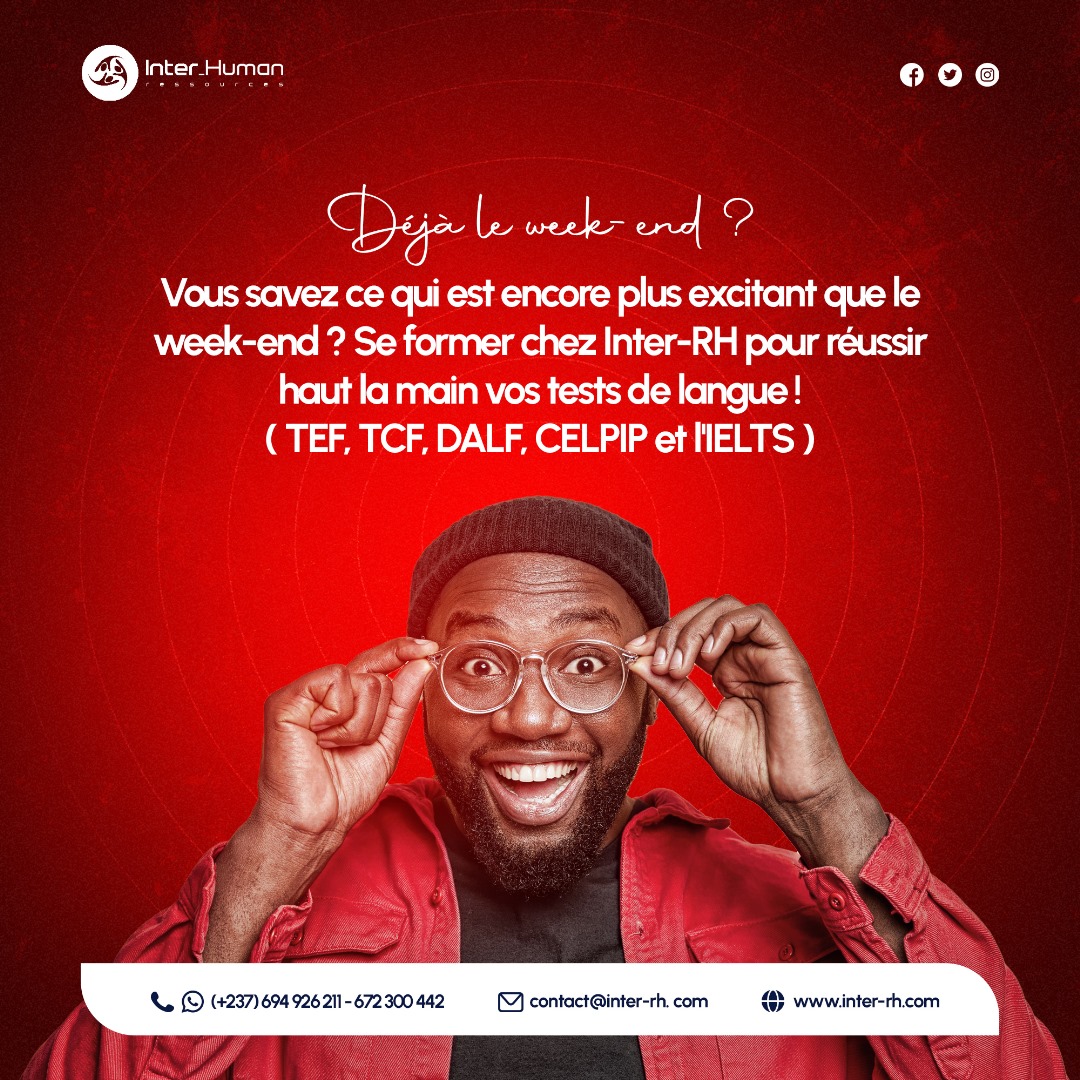 Inter_Human
ressources
Déjà le week-end ?
Vous savez ce qui est encore plus excitant que le
week-end ? Se former chez Inter-RH pour réussir
haut la main vos tests de langue !
( TEF, TCF, DALF, CELPIP et l'IELTS )
(+237) 694 926 211 - 672 300 442 contact@inter-rh. com www.inter-rh.com